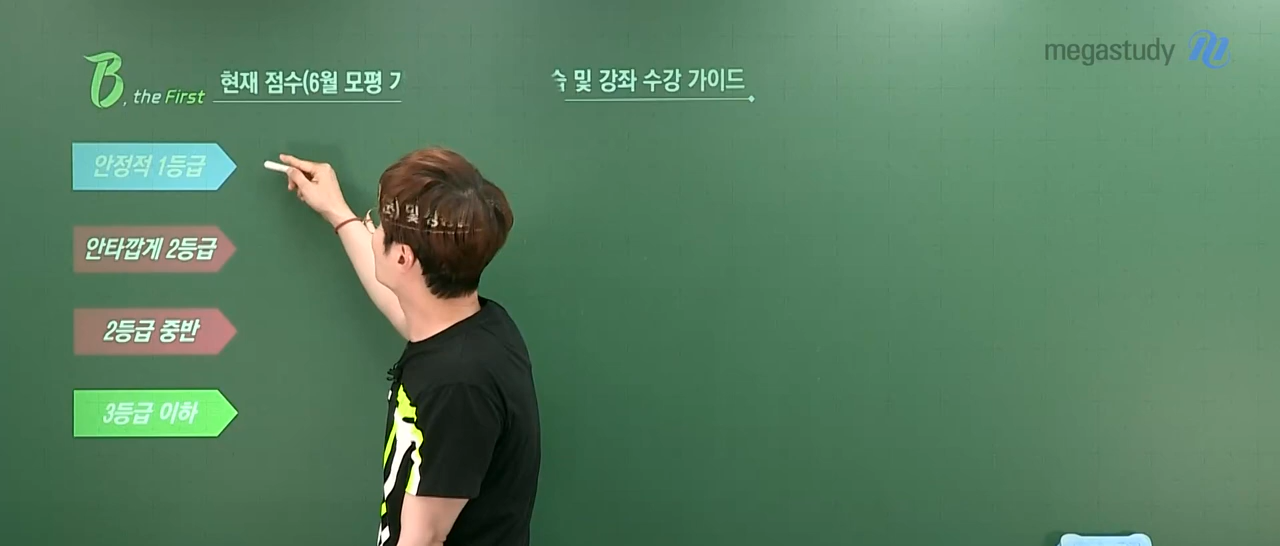 megastudy
B, the First 현재 점수(6월 모평 및 강좌 수강 가이드
안정적 1등급
안타깝게 2등급
2등급 중반
3등급 이하